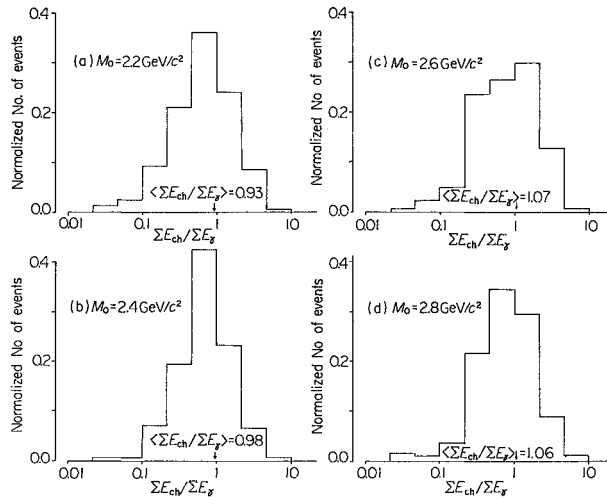 Normalized No. of events
0.4
0.2
0.0
(a) M₀=2.2GeV/c²
⟨ΣE_ch/ΣE_γ⟩=0.93
0.01 0.1 1 10
ΣE_ch/ΣE_γ
Normalized No of events
0.4
0.2
0.0
(b) M₀=2.4GeV/c²
⟨ΣE_ch/ΣE_γ⟩=0.98
0.01 0.1 1 10
ΣE_ch/ΣE_γ
Normalized No. of events
0.4
0.2
0.0
(c) M₀=2.6GeV/c²
⟨ΣE_ch/ΣE_γ⟩=1.07
0.01 0.1 1 10
ΣE_ch/ΣE_γ
Normalized No of events
0.4
0.2
0.0
(d) M₀=2.8GeV/c²
⟨ΣE_ch/ΣE_γ⟩=1.06
0.01 0.1 1 10
ΣE_ch/ΣE_γ